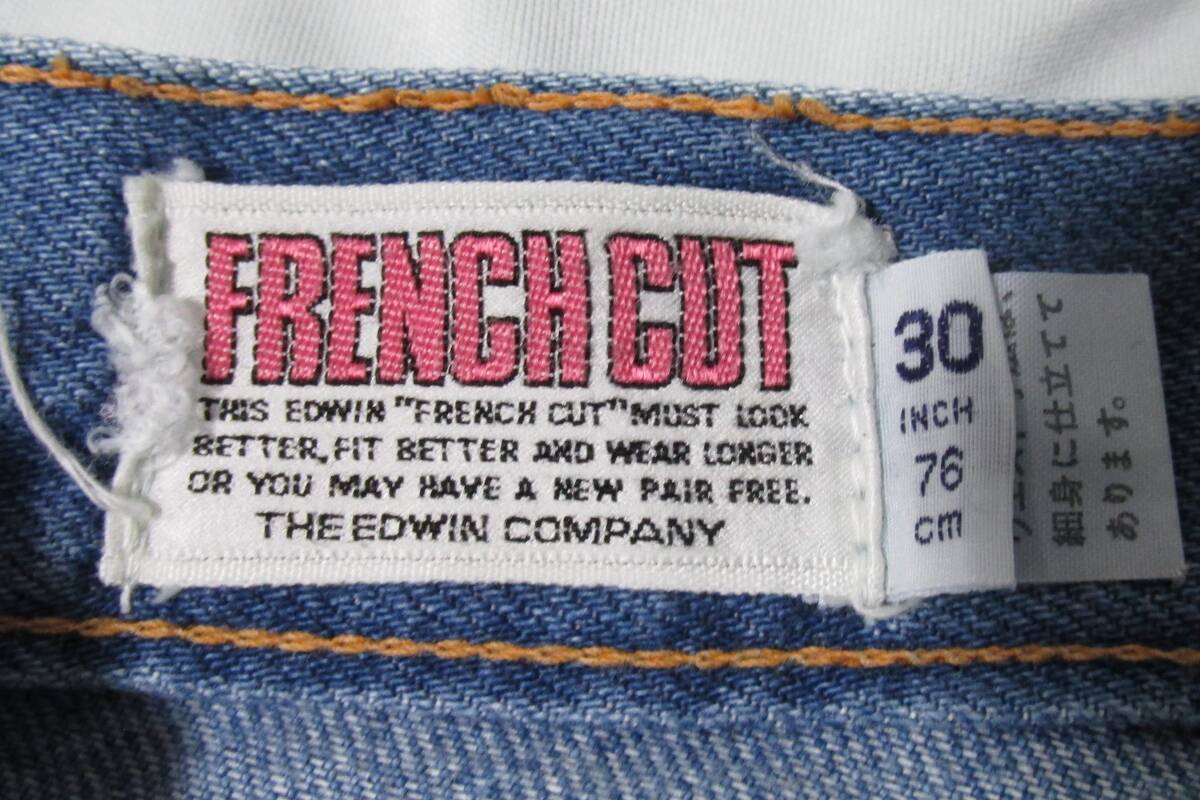 FRENCH CUT
THIS EDWIN "FRENCH CUT" MUST LOOK
BETTER, FIT BETTER AND WEAR LONGER
OR YOU MAY HAVE A NEW PAIR FREE.
THE EDWIN COMPANY
30
INCH
76
cm
細身に仕立てて
あります。